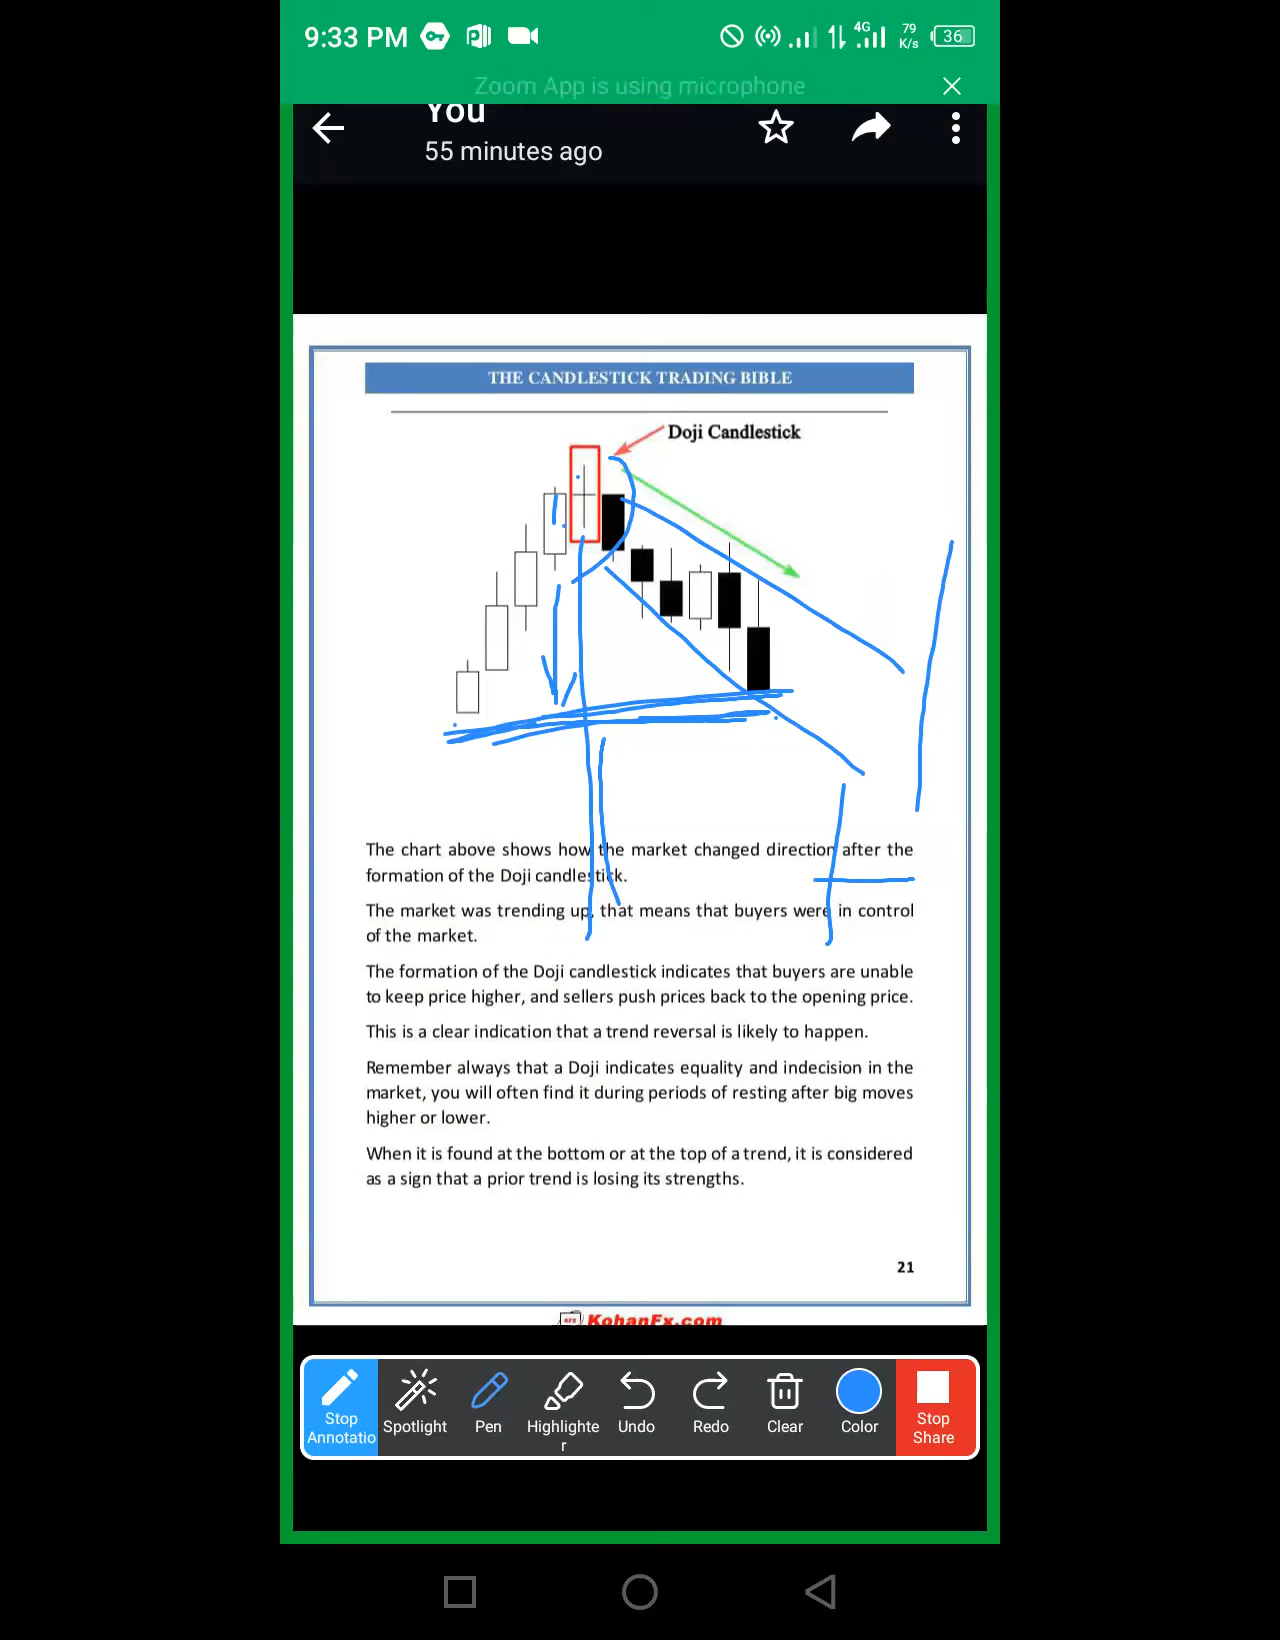 9:33 PM
4G
79
K/s
36
Zoom App is using microphone
You
55 minutes ago
THE CANDLESTICK TRADING BIBLE
Doji Candlestick
The chart above shows how the market changed direction after the
formation of the Doji candlestick.
The market was trending up, that means that buyers were in control
of the market.
The formation of the Doji candlestick indicates that buyers are unable
to keep price higher, and sellers push prices back to the opening price.
This is a clear indication that a trend reversal is likely to happen.
Remember always that a Doji indicates equality and indecision in the
market, you will often find it during periods of resting after big moves
higher or lower.
When it is found at the bottom or at the top of a trend, it is considered
as a sign that a prior trend is losing its strengths.
21
KohanFx.com
Stop
Annotatio
Spotlight
Pen
Highlighte
r
Undo
Redo
Clear
Color
Stop
Share